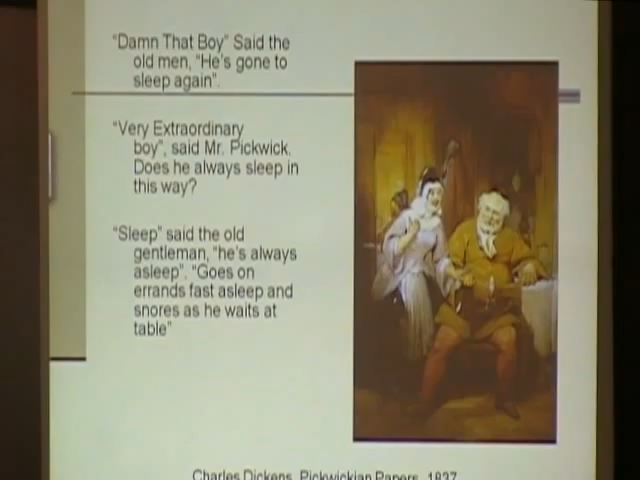 "Damn That Boy" Said the
old men, "He's gone to
sleep again".
"Very Extraordinary
boy", said Mr. Pickwick.
Does he always sleep in
this way?
"Sleep" said the old
gentleman, "he's always
asleep". "Goes on
errands fast asleep and
snores as he waits at
table"
Charles Dickens, Pickwickian Papers, 1837